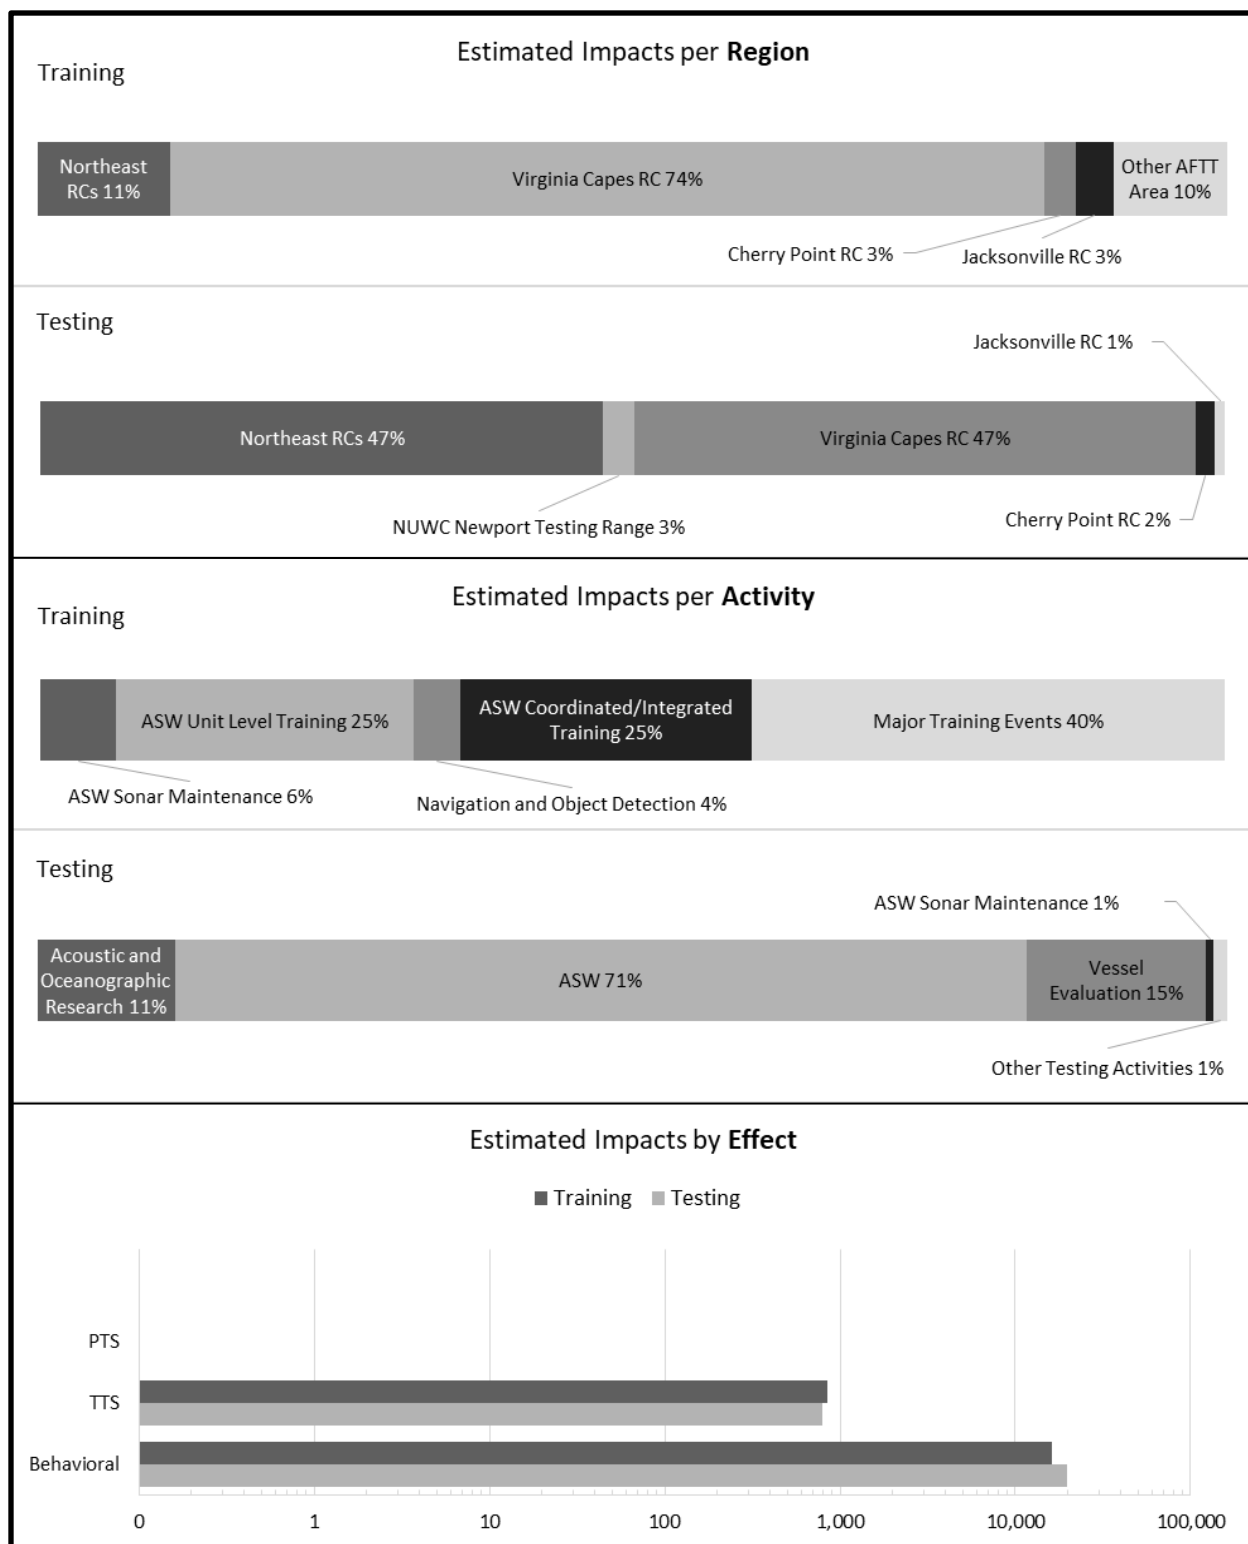 Estimated Impacts per Region
Training
Northeast
RCs 11%
Virginia Capes RC 74%
Other AFTT
Area 10%
Cherry Point RC 3%
Jacksonville RC 3%
Testing
Jacksonville RC 1%
Northeast RCs 47%
Virginia Capes RC 47%
NUWC Newport Testing Range 3%
Cherry Point RC 2%
Estimated Impacts per Activity
Training
ASW Unit Level Training 25%
ASW Coordinated/Integrated
Training 25%
Major Training Events 40%
ASW Sonar Maintenance 6%
Navigation and Object Detection 4%
Testing
ASW Sonar Maintenance 1%
Acoustic and
Oceanographic
Research 11%
ASW 71%
Vessel
Evaluation 15%
Other Testing Activities 1%
Estimated Impacts by Effect
Training Testing
PTS
TTS
Behavioral
0 1 10 100 1,000 10,000 100,000